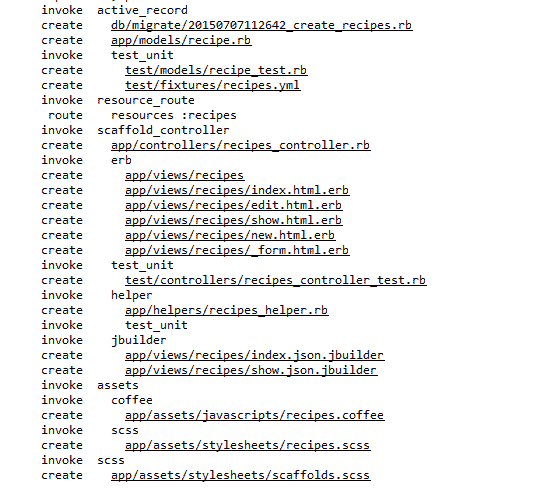 invoke active_record
create db/migrate/20150707112642_create_recipes.rb
create app/models/recipe.rb
invoke test_unit
create test/models/recipe_test.rb
create test/fixtures/recipes.yml
invoke resource_route
route resources :recipes
invoke scaffold_controller
create app/controllers/recipes_controller.rb
invoke erb
create app/views/recipes
create app/views/recipes/index.html.erb
create app/views/recipes/edit.html.erb
create app/views/recipes/show.html.erb
create app/views/recipes/new.html.erb
create app/views/recipes/_form.html.erb
invoke test_unit
create test/controllers/recipes_controller_test.rb
invoke helper
create app/helpers/recipes_helper.rb
invoke test_unit
invoke jbuilder
create app/views/recipes/index.json.jbuilder
create app/views/recipes/show.json.jbuilder
invoke assets
invoke coffee
create app/assets/javascripts/recipes.coffee
invoke scss
create app/assets/stylesheets/recipes.scss
invoke scss
create app/assets/stylesheets/scaffolds.scss